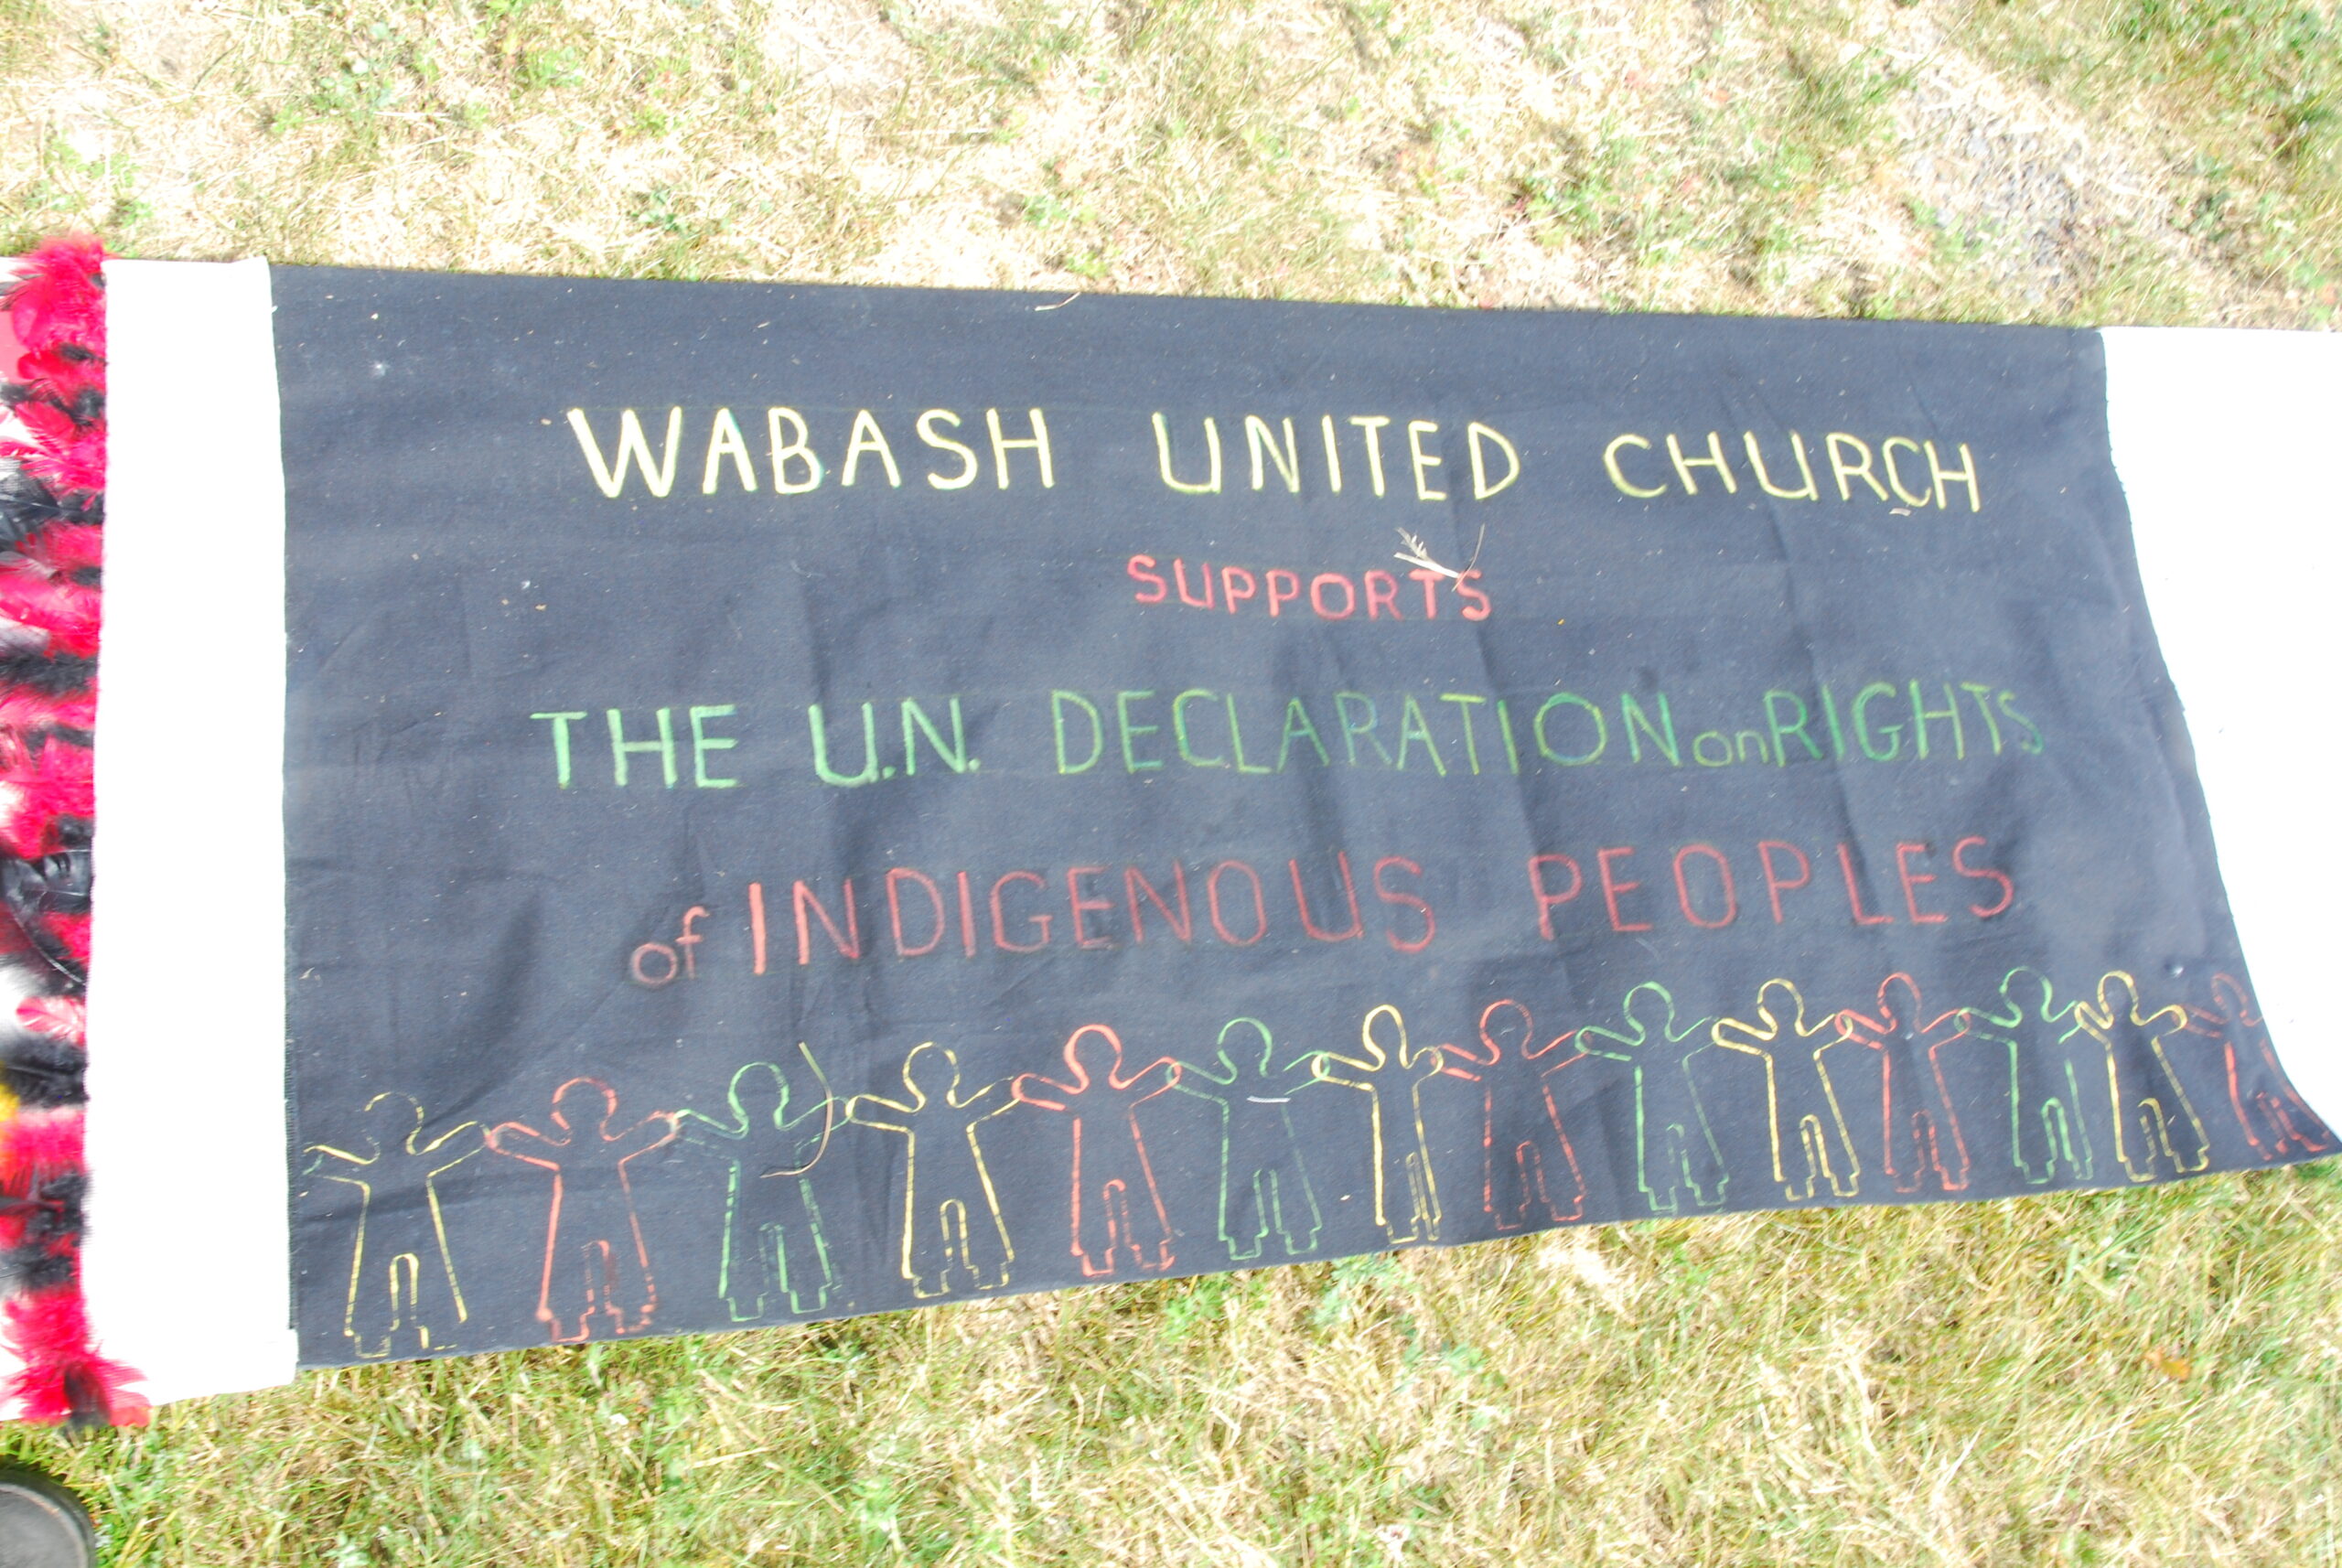 WABASH UNITED CHURCH
SUPPORTS
THE U.N. DECLARATION on RIGHTS
of INDIGENOUS PEOPLES